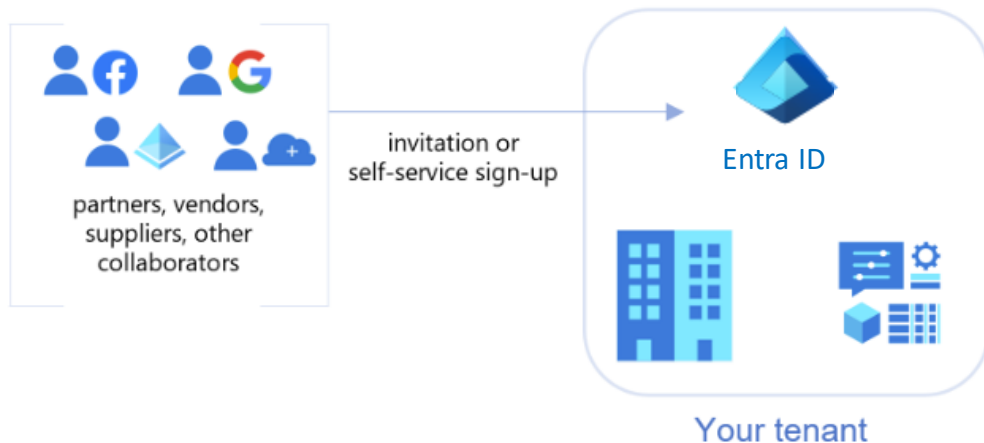 partners, vendors,
suppliers, other
collaborators
invitation or
self-service sign-up
Entra ID
Your tenant